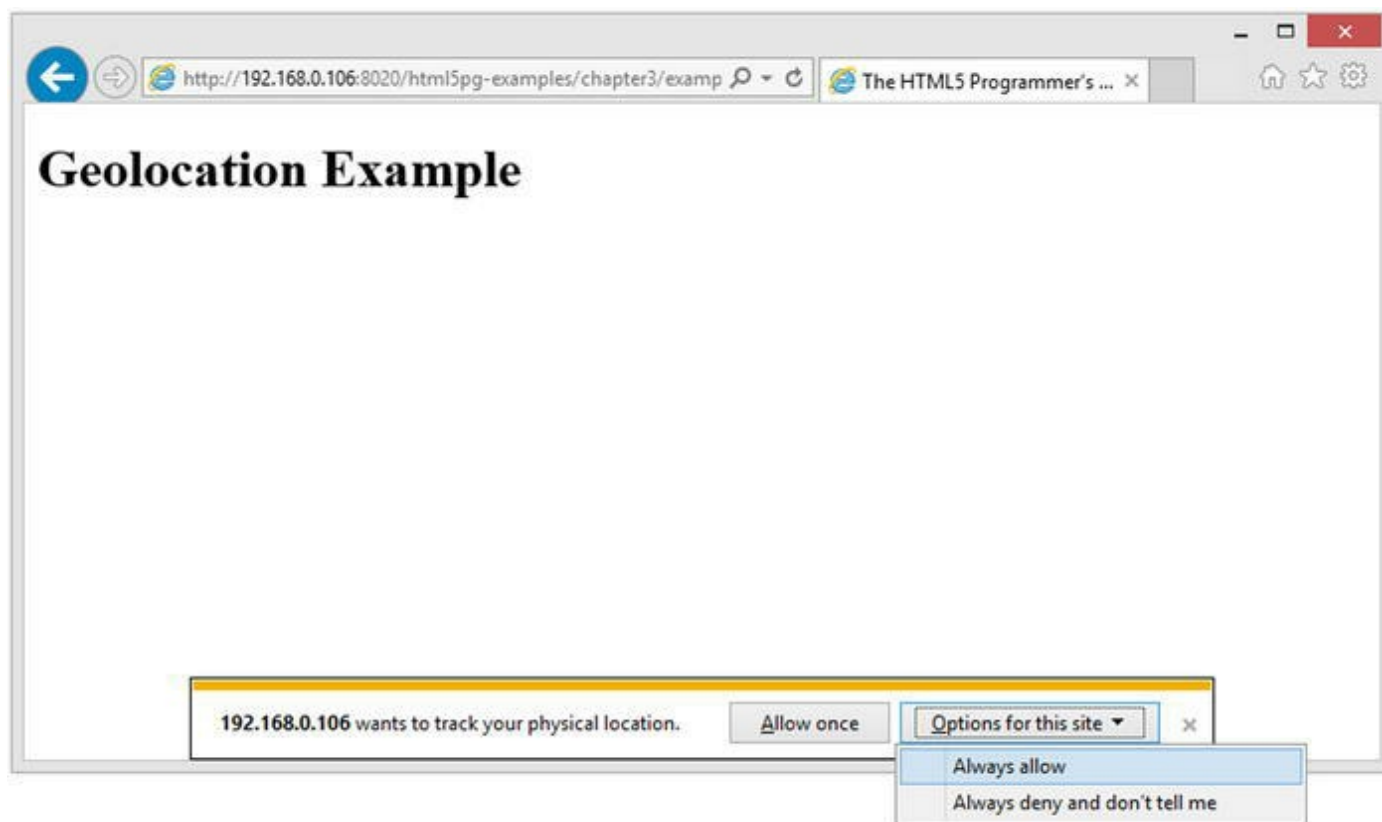 http://192.168.0.106:8020/html5pg-examples/chapter3/examp
The HTML5 Programmer's ...
Geolocation Example
192.168.0.106 wants to track your physical location.
Allow once
Options for this site
Always allow
Always deny and don't tell me